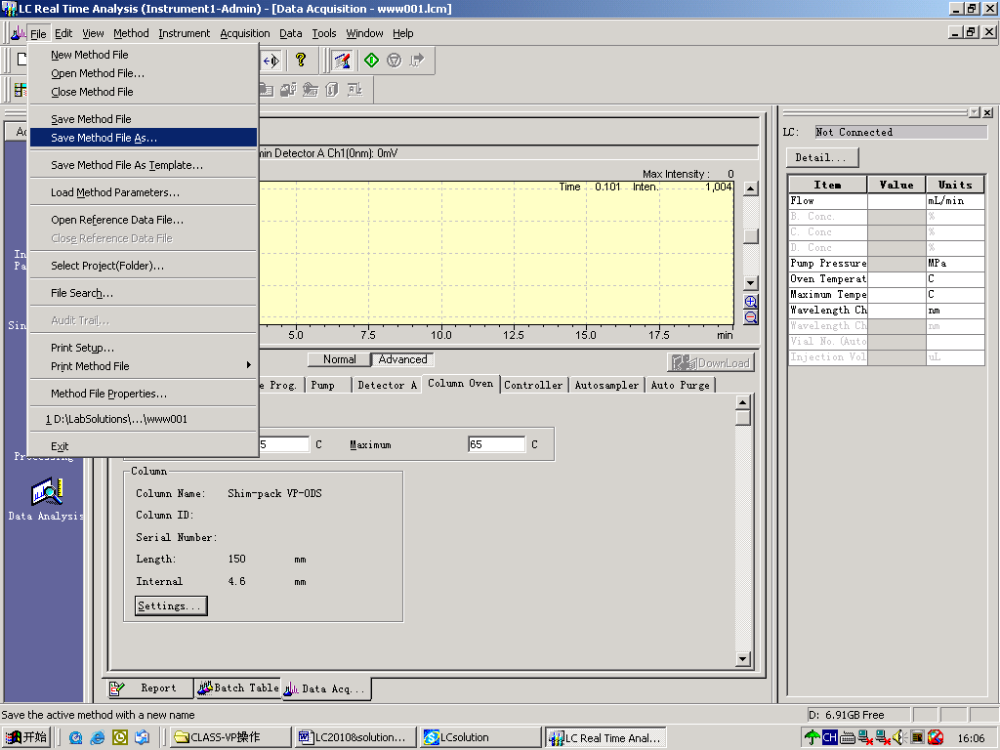 LC Real Time Analysis (Instrument1-Admin) - [Data Acquisition - www001.lcm]
File Edit View Method Instrument Acquisition Data Tools Window Help
New Method File
Open Method File...
Close Method File
Save Method File
Save Method File As...
Save Method File As Template...
Load Method Parameters...
Open Reference Data File...
Close Reference Data File
Select Project(Folder)...
File Search...
Audit Trail...
Print Setup...
Print Method File
Method File Properties...
1 D:\LabSolutions\...\www001
Exit
min Detector A Ch1(0nm): 0mV
Max Intensity : 0
Time 0.101 Inten. 1,004
5.0 7.5 10.0 12.5 15.0 17.5 min
Normal Advanced DownLoad
e Prog. Pump Detector A Column Oven Controller Autosampler Auto Purge
5 C Maximum 65 C
Column
Column Name: Shim-pack VP-ODS
Column ID:
Serial Number:
Length: 150 mm
Internal 4.6 mm
Settings...
Data Analysis
LC: Not Connected
Detail...
Item Value Units
Flow mL/min
B. Conc. %
C. Conc %
D. Conc %
Pump Pressure MPa
Oven Temperat C
Maximum Tempe C
Wavelength Ch nm
Wavelength Ch nm
Vial No. (Auto
Injection Vol uL
Report Batch Table Data Acq...
Save the active method with a new name
D: 6.91GB Free
开始 CLASS-VP操作 LC2010&solution... LCsolution LC Real Time Anal... CH 16:06